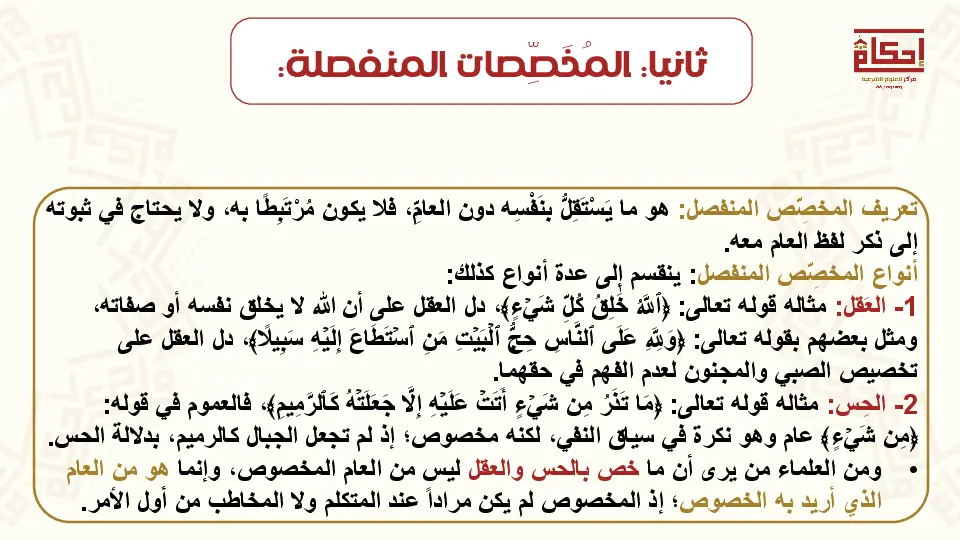 ثانيا: المُخَصِّصات المنفصلة:
إحكام
مركز للعلوم الشرعية
تعريف المخصِّص المنفصل: هو ما يَسْتَقِلُّ بنَفْسِه دون العامِّ، فلا يكون مُرْتَبِطًا به، ولا يحتاج في ثبوته
إلى ذكر لفظ العام معه.
أنواع المخصِّص المنفصل: ينقسم إلى عدة أنواع كذلك:
1- العَقل: مثاله قوله تعالى: ﴿ٱللَّهُ خَٰلِقُ كُلِّ شَيۡءٖ﴾، دل العقل على أن الله لا يخلق نفسه أو صفاته،
ومثل بعضهم بقوله تعالى: ﴿وَلِلَّهِ عَلَى ٱلنَّاسِ حِجُّ ٱلۡبَيۡتِ مَنِ ٱسۡتَطَاعَ إِلَيۡهِ سَبِيلٗا﴾، دل العقل على
تخصيص الصبي والمجنون لعدم الفهم في حقهما.
2- الحِس: مثاله قوله تعالى: ﴿مَا تَذَرُ مِن شَيۡءٍ أَتَتۡ عَلَيۡهِ إِلَّا جَعَلَتۡهُ كَٱلرَّمِيمِ﴾، فالعموم في قوله:
﴿مِن شَيۡءٍ﴾ عام وهو نكرة في سياق النفي، لكنه مخصوص؛ إذ لم تجعل الجبال كالرميم، بدلالة الحس.
• ومن العلماء من يرى أن ما خص بالحس والعقل ليس من العام المخصوص، وإنما هو من العام
الذي أريد به الخصوص؛ إذ المخصوص لم يكن مراداً عند المتكلم ولا المخاطب من أول الأمر.